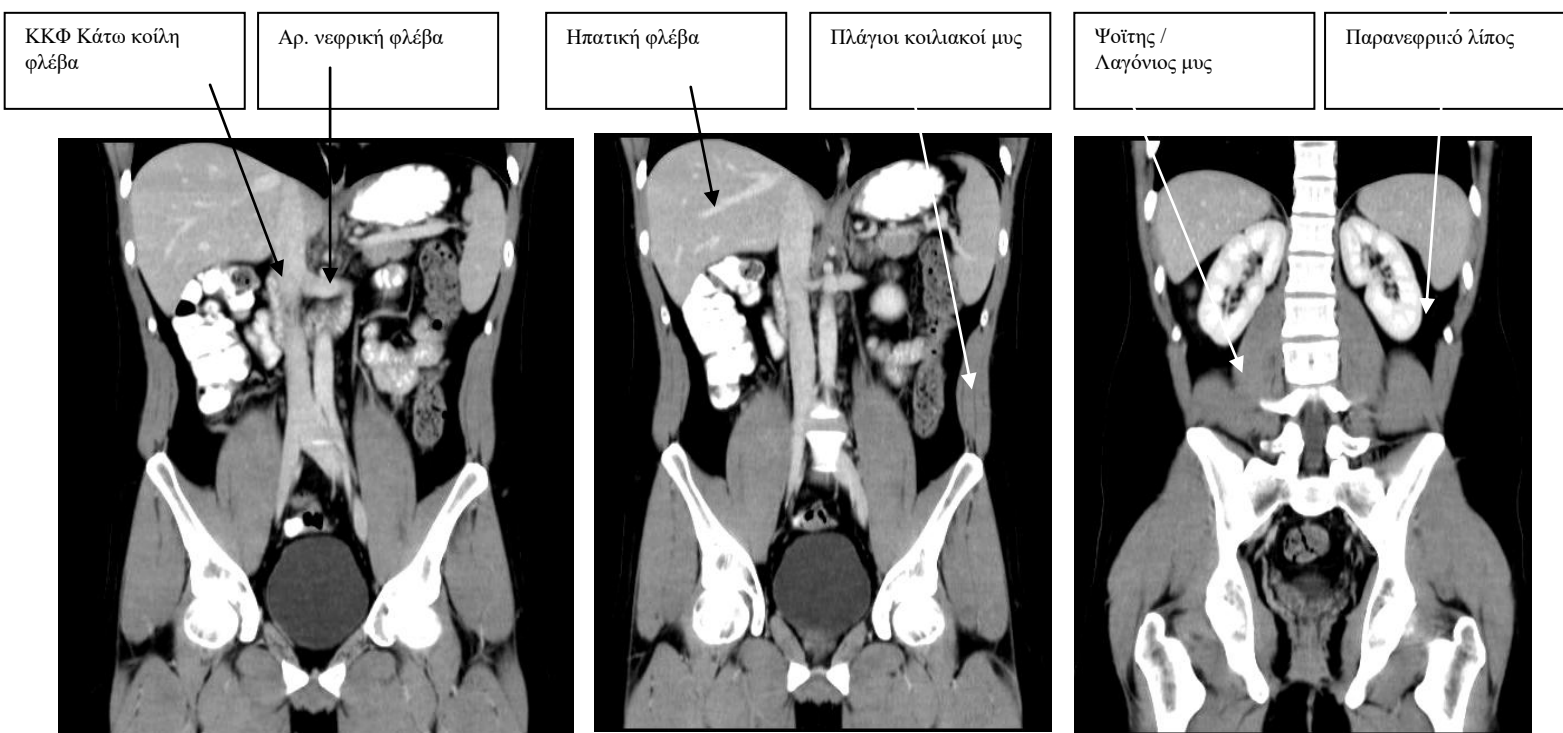 ΚΚΦ Κάτω κοίλη
φλέβα
Αρ. νεφρική φλέβα
Ηπατική φλέβα
Πλάγιοι κοιλιακοί μυς
Ψοΐτης /
Λαγόνιος μυς
Παρανεφρικό λίπος